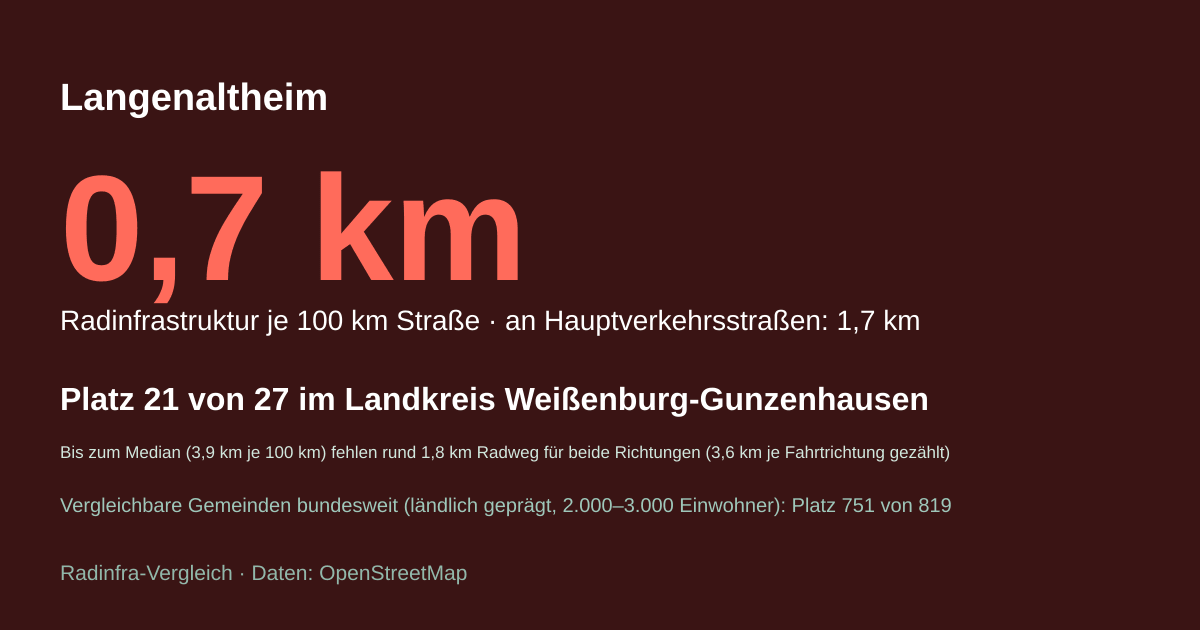 Langenaltheim
0,7 km
Radinfrastruktur je 100 km Straße · an Hauptverkehrsstraßen: 1,7 km
Platz 21 von 27 im Landkreis Weißenburg-Gunzenhausen
Bis zum Median (3,9 km je 100 km) fehlen rund 1,8 km Radweg für beide Richtungen (3,6 km je Fahrtrichtung gezählt)
Vergleichbare Gemeinden bundesweit (ländlich geprägt, 2.000–3.000 Einwohner): Platz 751 von 819
Radinfra-Vergleich · Daten: OpenStreetMap